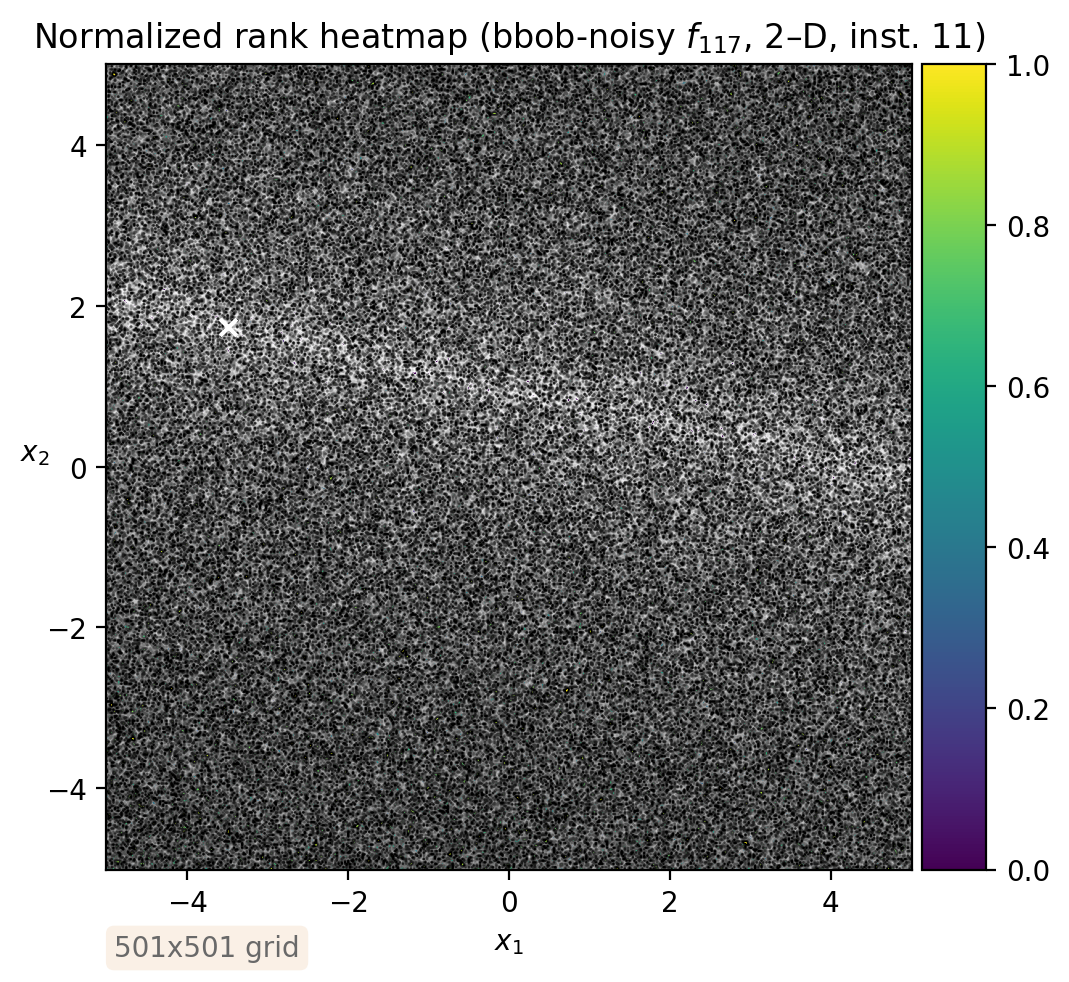 Normalized rank heatmap (bbob-noisy f₁₁₇, 2–D, inst. 11)
1.0
4
0.8
2
0.6
x₂
0
0.4
−2
0.2
−4
0.0
−4 −2 0 2 4
501x501 grid
x₁